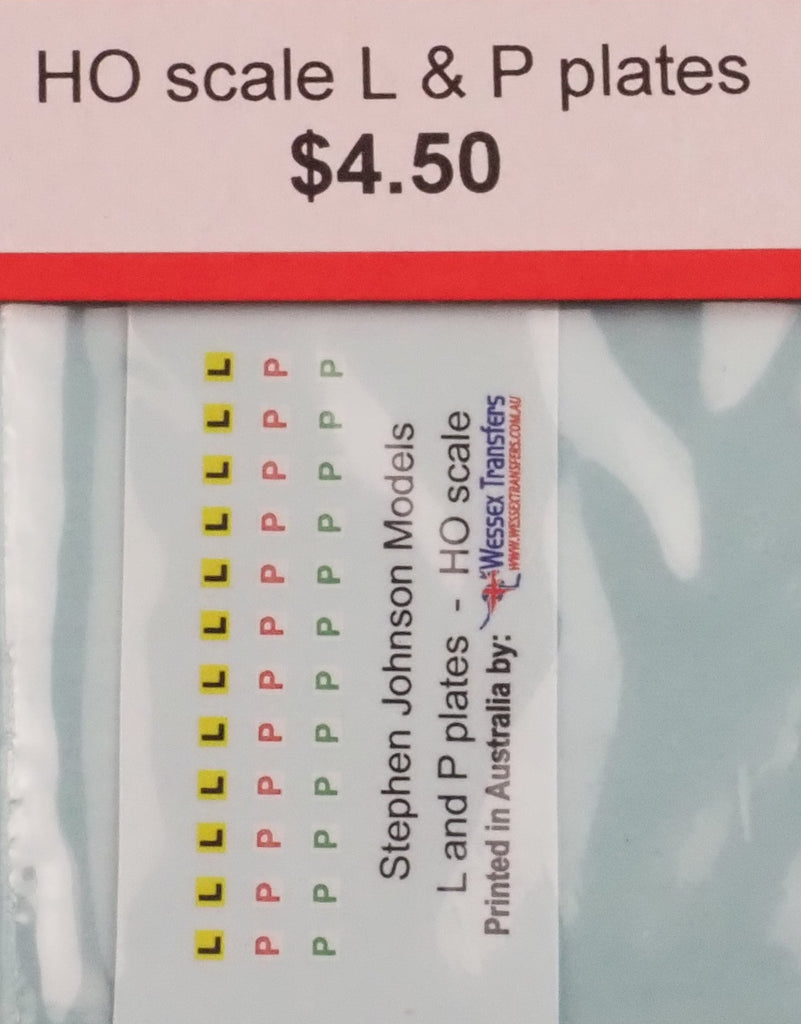 HO scale L & P plates
$4.50
L L L L L L L L L L L L
P P P P P P P P P P P P
P P P P P P P P P P P P
Stephen Johnson Models
L and P plates - HO scale
Printed in Australia by: Wessex Transfers
WWW.WESSEXTRANSFERS.COM.AU